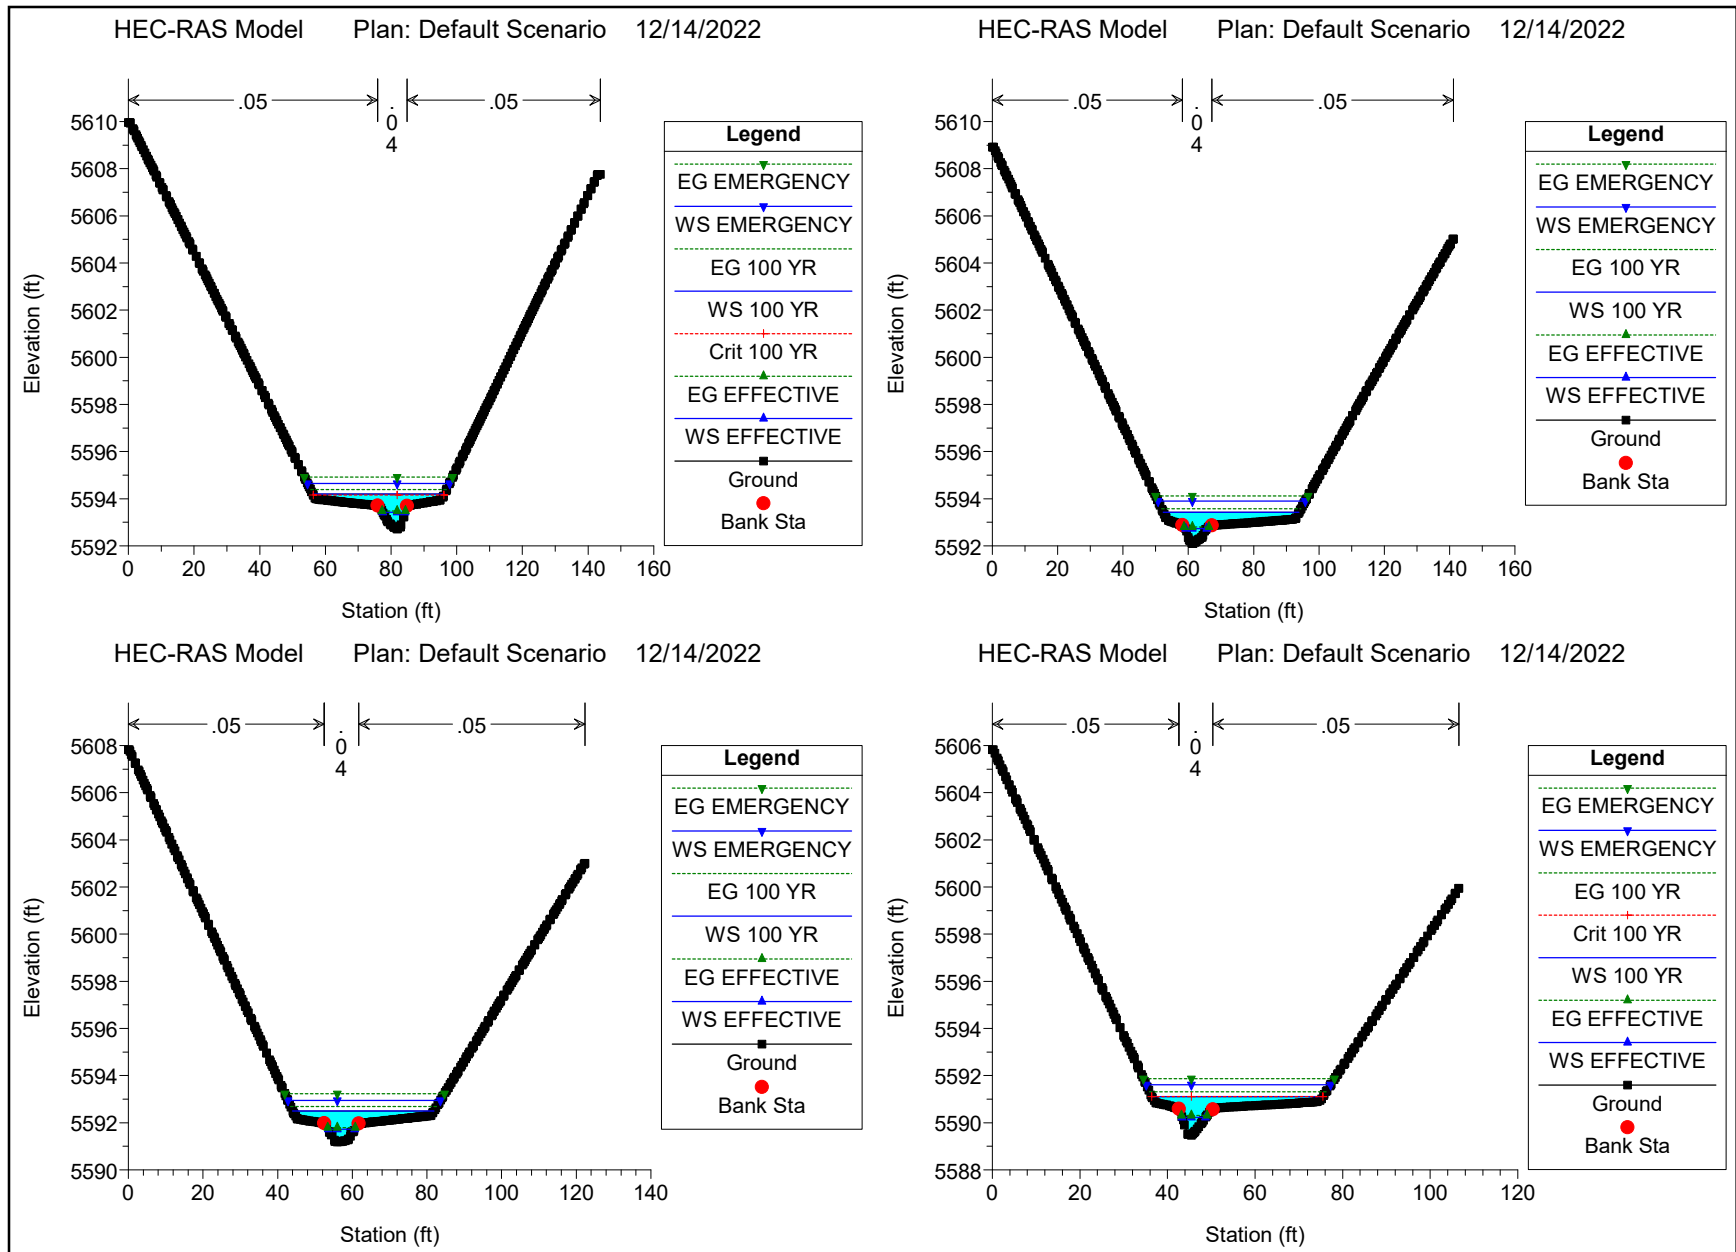 HEC-RAS Model Plan: Default Scenario 12/14/2022
.05
.04
.05
5610
5608
5606
5604
5602
5600
5598
5596
5594
5592
Elevation (ft)
0 20 40 60 80 100 120 140 160
Station (ft)
Legend
EG EMERGENCY
WS EMERGENCY
EG 100 YR
WS 100 YR
Crit 100 YR
EG EFFECTIVE
WS EFFECTIVE
Ground
Bank Sta
HEC-RAS Model Plan: Default Scenario 12/14/2022
.05
.04
.05
5610
5608
5606
5604
5602
5600
5598
5596
5594
5592
Elevation (ft)
0 20 40 60 80 100 120 140 160
Station (ft)
Legend
EG EMERGENCY
WS EMERGENCY
EG 100 YR
WS 100 YR
EG EFFECTIVE
WS EFFECTIVE
Ground
Bank Sta
HEC-RAS Model Plan: Default Scenario 12/14/2022
.05
.04
.05
5608
5606
5604
5602
5600
5598
5596
5594
5592
5590
Elevation (ft)
0 20 40 60 80 100 120 140
Station (ft)
Legend
EG EMERGENCY
WS EMERGENCY
EG 100 YR
WS 100 YR
EG EFFECTIVE
WS EFFECTIVE
Ground
Bank Sta
HEC-RAS Model Plan: Default Scenario 12/14/2022
.05
.04
.05
5606
5604
5602
5600
5598
5596
5594
5592
5590
5588
Elevation (ft)
0 20 40 60 80 100 120
Station (ft)
Legend
EG EMERGENCY
WS EMERGENCY
EG 100 YR
Crit 100 YR
WS 100 YR
EG EFFECTIVE
WS EFFECTIVE
Ground
Bank Sta